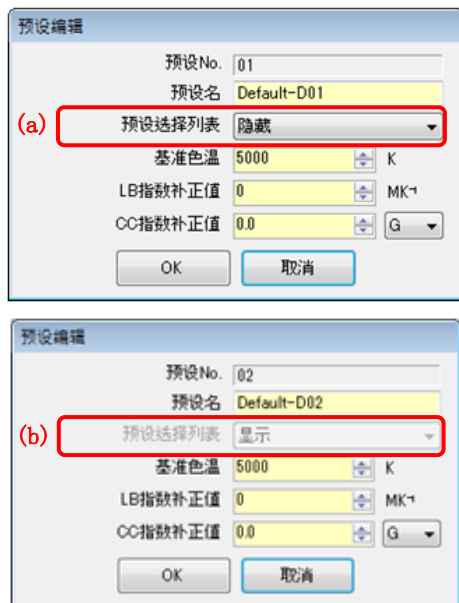 预设编辑
预设No. 01
预设名 Default-D01
(a) 预设选择列表 隐藏
基准色温 5000 K
LB指数补正值 0 MK⁻¹
CC指数补正值 0.0 G
OK 取消
预设编辑
预设No. 02
预设名 Default-D02
(b) 预设选择列表 显示
基准色温 5000 K
LB指数补正值 0 MK⁻¹
CC指数补正值 0.0 G
OK 取消